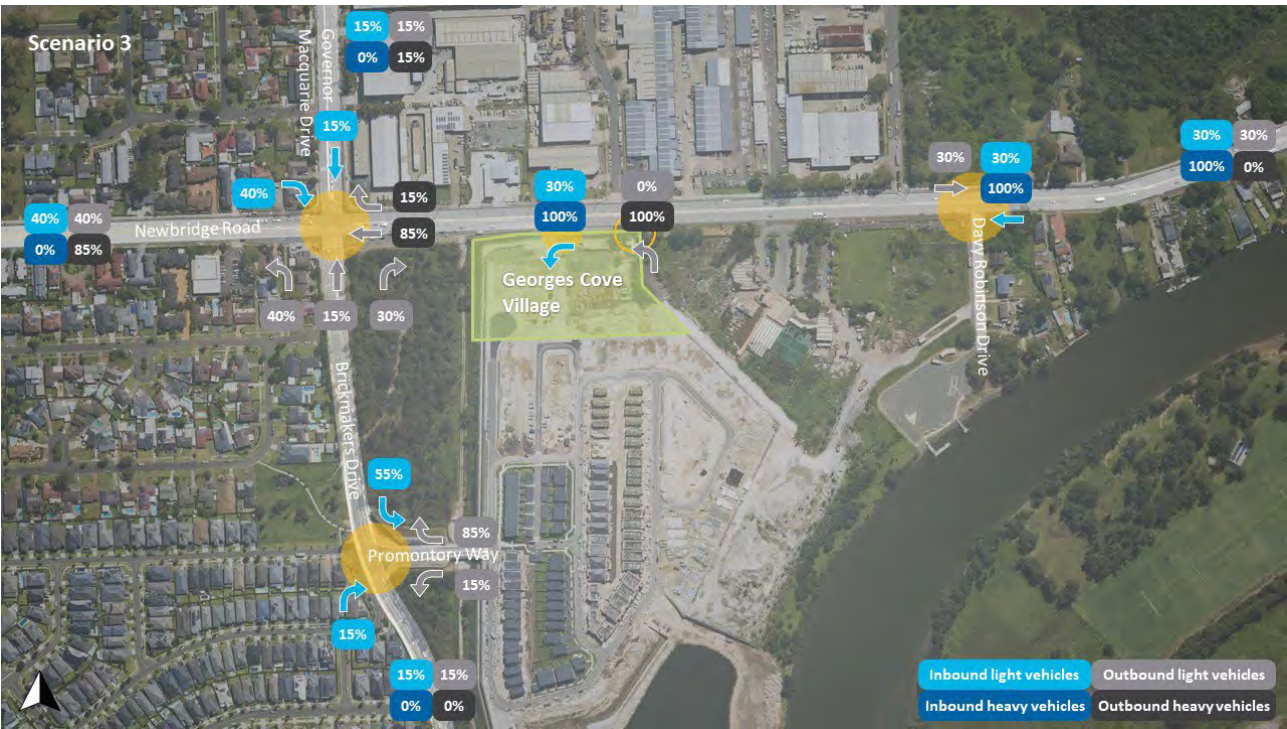 Scenario 3
Governor
Macquarie Drive
15% 15%
0% 15%
15%
40%
15%
85%
40% 40%
0% 85%
Newbridge Road
40% 15% 30%
30%
100%
0%
100%
Georges Cove
Village
30% 30%
100%
30% 30%
100% 0%
Davy Robinson Drive
Brickmakers Drive
55%
85%
Promontory Way
15%
15%
15% 15%
0% 0%
Inbound light vehicles Outbound light vehicles
Inbound heavy vehicles Outbound heavy vehicles